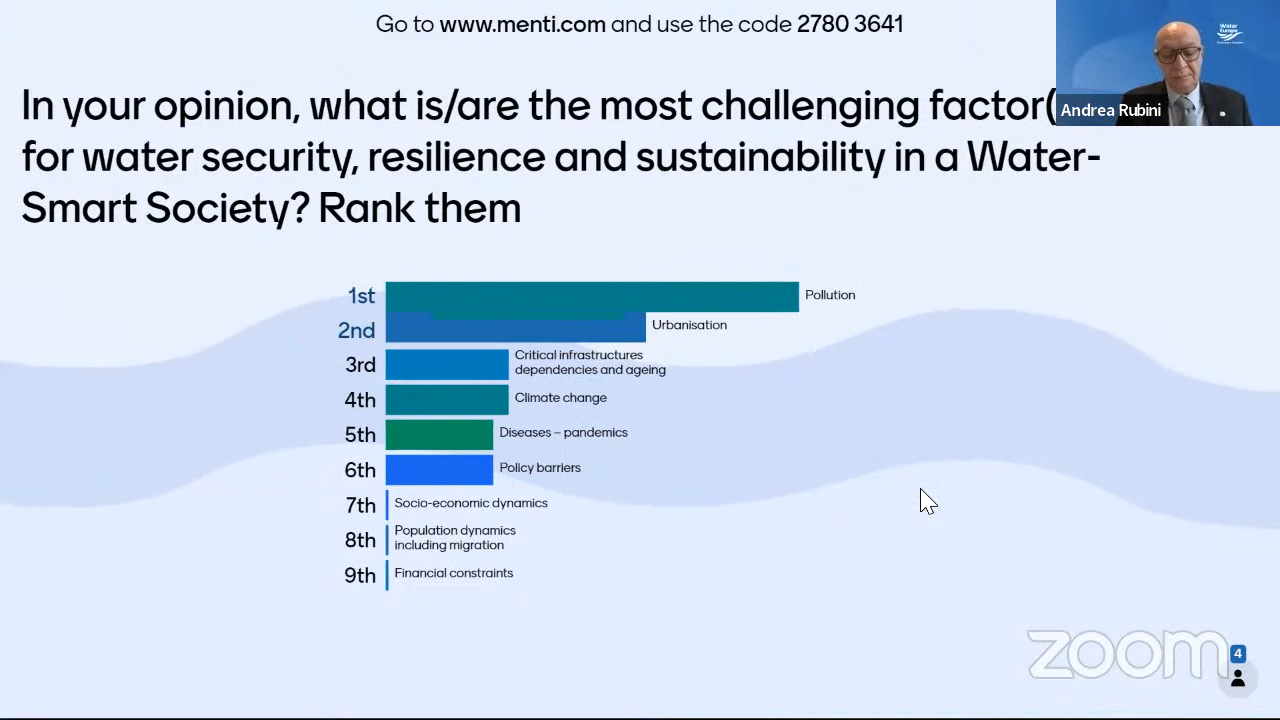 Go to www.menti.com and use the code 2780 3641
Water
Europe
Andrea Rubini
In your opinion, what is/are the most challenging factor(
for water security, resilience and sustainability in a Water-
Smart Society? Rank them
1st
Pollution
2nd
Urbanisation
3rd
Critical infrastructures
dependencies and ageing
4th
Climate change
5th
Diseases – pandemics
6th
Policy barriers
7th
Socio-economic dynamics
8th
Population dynamics
including migration
9th
Financial constraints
zoom
4